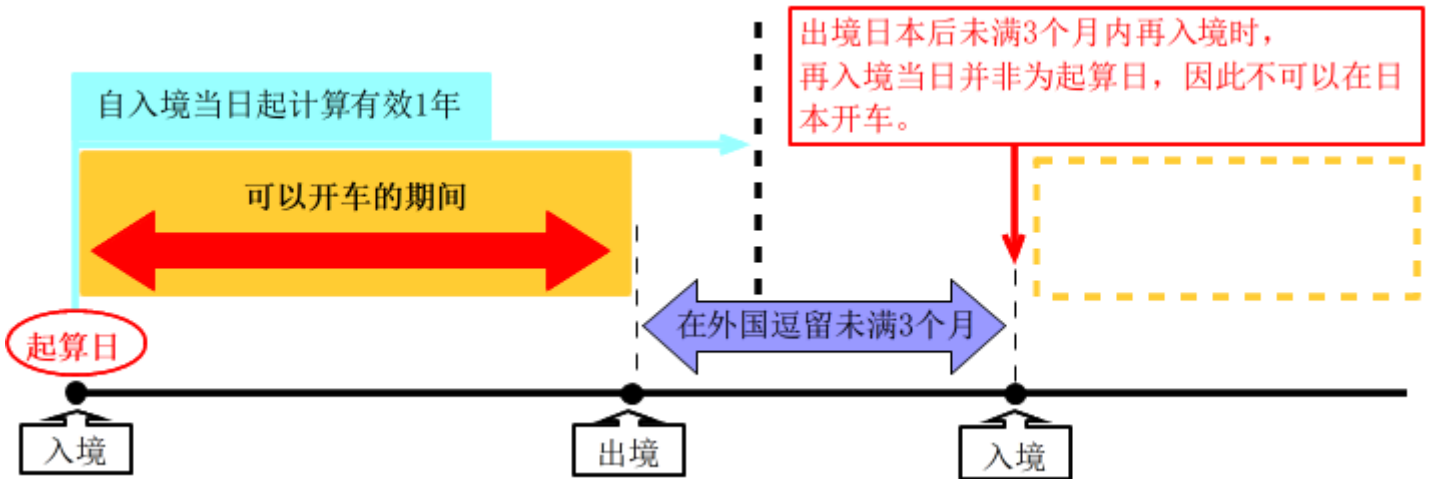 出境日本后未满3个月内再入境时，
再入境当日并非为起算日，因此不可以在日
本开车。
自入境当日起计算有效1年
可以开车的期间
在外国逗留未满3个月
起算日
入境
出境
入境